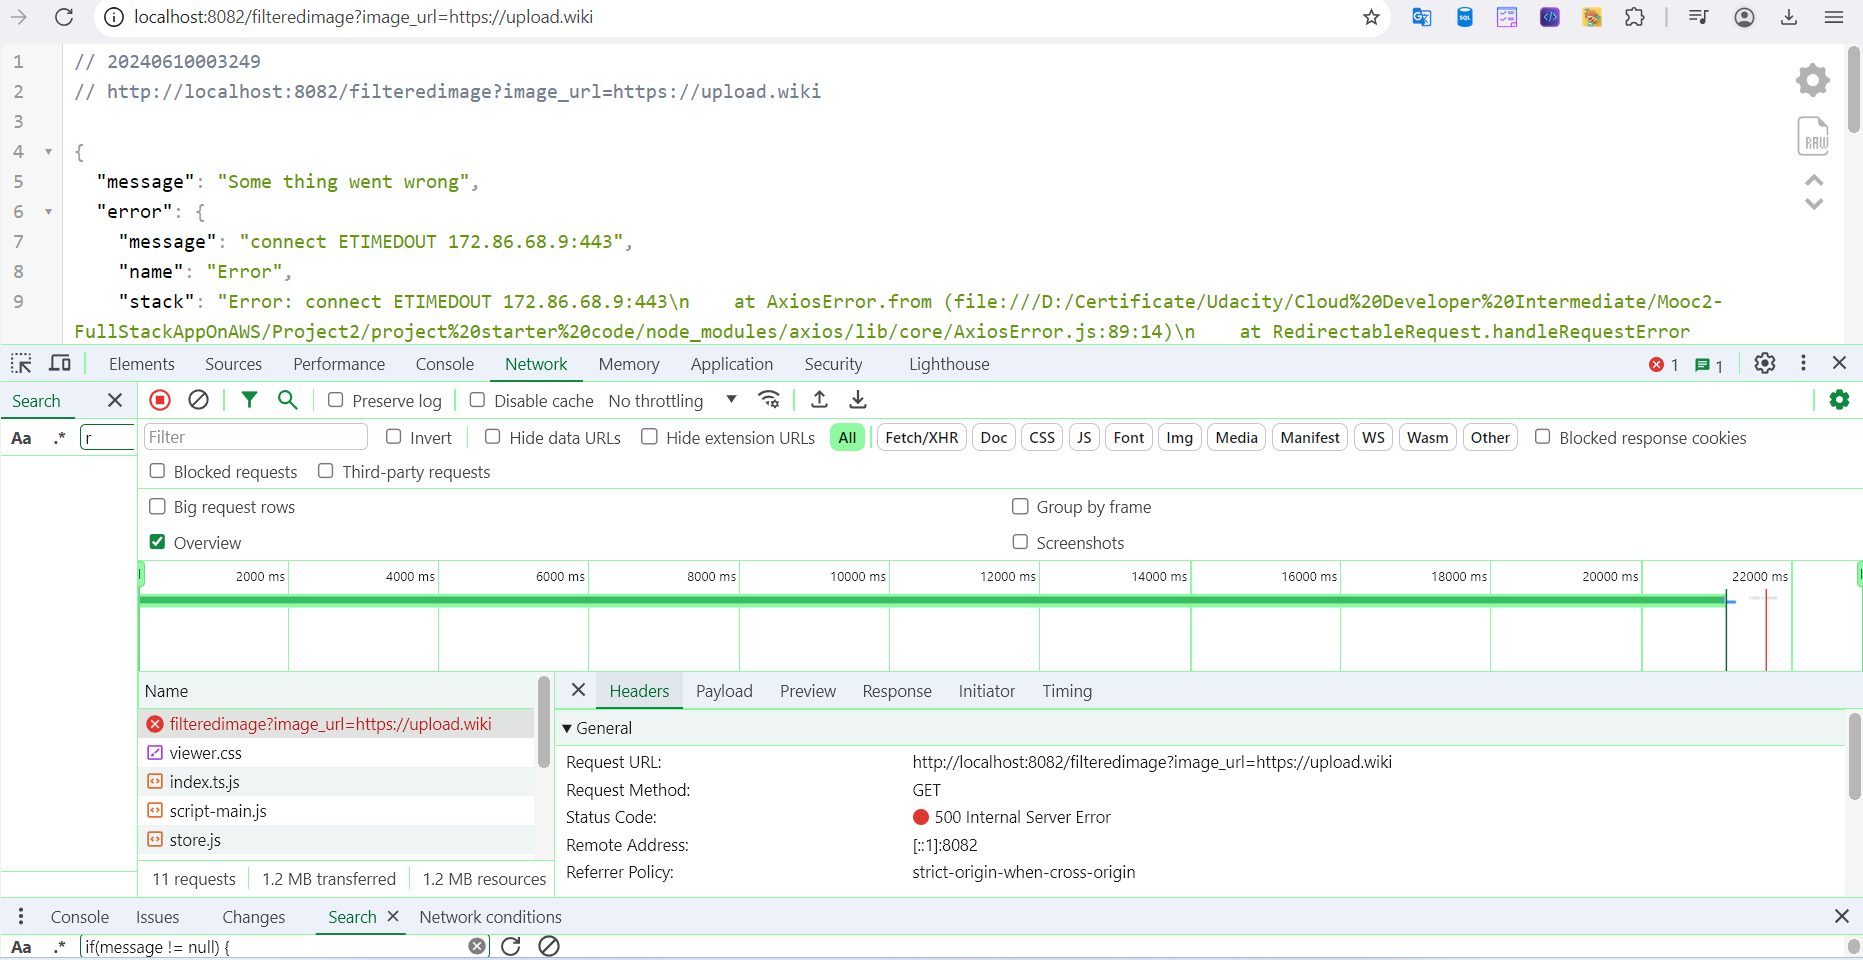 localhost:8082/filteredimage?image_url=https://upload.wiki
1 // 20240610003249
2 // http://localhost:8082/filteredimage?image_url=https://upload.wiki
3
4 {
5 "message": "Some thing went wrong",
6 "error": {
7 "message": "connect ETIMEDOUT 172.86.68.9:443",
8 "name": "Error",
9 "stack": "Error: connect ETIMEDOUT 172.86.68.9:443\n    at AxiosError.from (file:///D:/Certificate/Udacity/Cloud%20Developer%20Intermediate/Mooc2-
FullStackAppOnAWS/Project2/project%20starter%20code/node_modules/axios/lib/core/AxiosError.js:89:14)\n    at RedirectableRequest.handleRequestError
RAW
Elements Sources Performance Console Network Memory Application Security Lighthouse 1 1
Search Preserve log Disable cache No throttling
Aa .* r Filter Invert Hide data URLs Hide extension URLs All Fetch/XHR Doc CSS JS Font Img Media Manifest WS Wasm Other Blocked response cookies
Blocked requests Third-party requests
Big request rows Group by frame
Overview Screenshots
2000 ms 4000 ms 6000 ms 8000 ms 10000 ms 12000 ms 14000 ms 16000 ms 18000 ms 20000 ms 22000 ms
Name Headers Payload Preview Response Initiator Timing
filteredimage?image_url=https://upload.wiki
viewer.css
index.ts.js
script-main.js
store.js
11 requests 1.2 MB transferred 1.2 MB resources
General
Request URL: http://localhost:8082/filteredimage?image_url=https://upload.wiki
Request Method: GET
Status Code: 500 Internal Server Error
Remote Address: [::1]:8082
Referrer Policy: strict-origin-when-cross-origin
Console Issues Changes Search Network conditions
Aa .* if(message != null) {